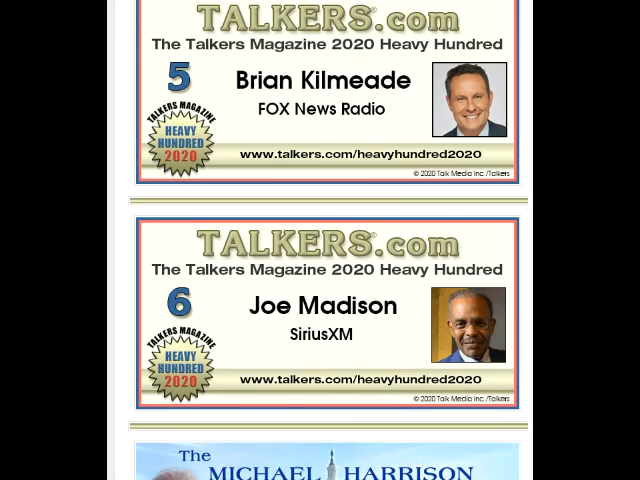 TALKERS®.com
The Talkers Magazine 2020 Heavy Hundred
5
Brian Kilmeade
FOX News Radio
TALKERS MAGAZINE
HEAVY
HUNDRED
2020
www.talkers.com/heavyhundred2020
© 2020 Talk Media Inc./Talkers
TALKERS®.com
The Talkers Magazine 2020 Heavy Hundred
6
Joe Madison
SiriusXM
TALKERS MAGAZINE
HEAVY
HUNDRED
2020
www.talkers.com/heavyhundred2020
© 2020 Talk Media Inc./Talkers
The
MICHAEL HARRISON